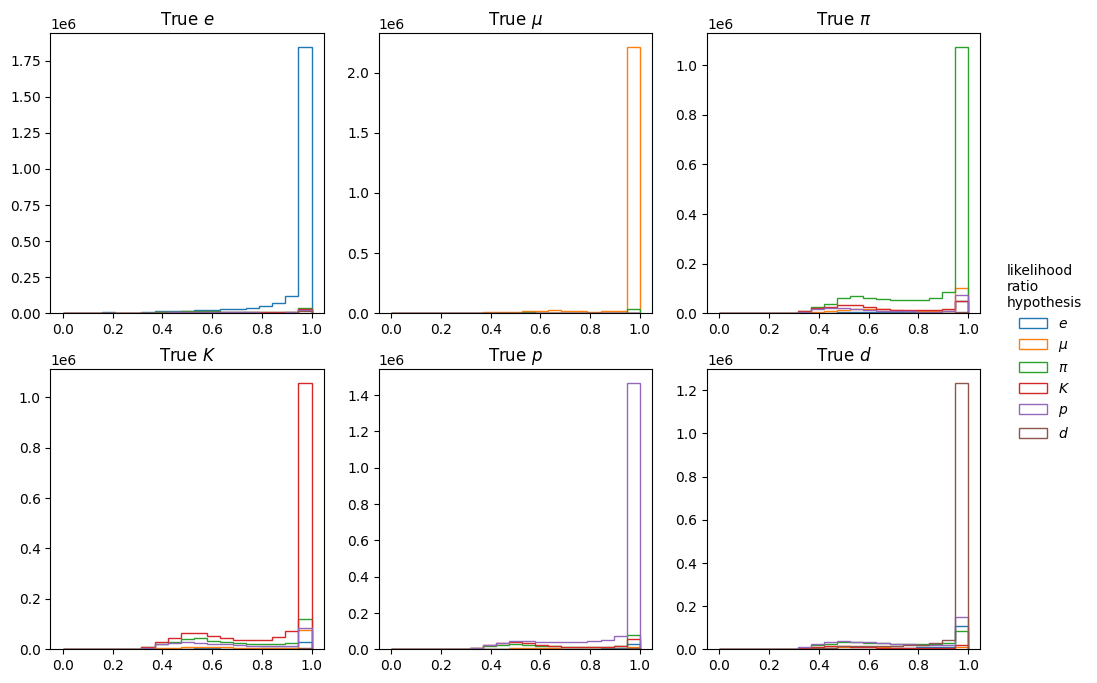 True e
True μ
True π
1e6
1e6
1e6
1.75
1.50
1.25
1.00
0.75
0.50
0.25
0.00
0.0 0.2 0.4 0.6 0.8 1.0
2.0
1.5
1.0
0.5
0.0
0.0 0.2 0.4 0.6 0.8 1.0
1.0
0.8
0.6
0.4
0.2
0.0
0.0 0.2 0.4 0.6 0.8 1.0
True K
True p
True d
1e6
1e6
1e6
1.0
0.8
0.6
0.4
0.2
0.0
0.0 0.2 0.4 0.6 0.8 1.0
1.4
1.2
1.0
0.8
0.6
0.4
0.2
0.0
0.0 0.2 0.4 0.6 0.8 1.0
1.2
1.0
0.8
0.6
0.4
0.2
0.0
0.0 0.2 0.4 0.6 0.8 1.0
likelihood
ratio
hypothesis
e
μ
π
K
p
d